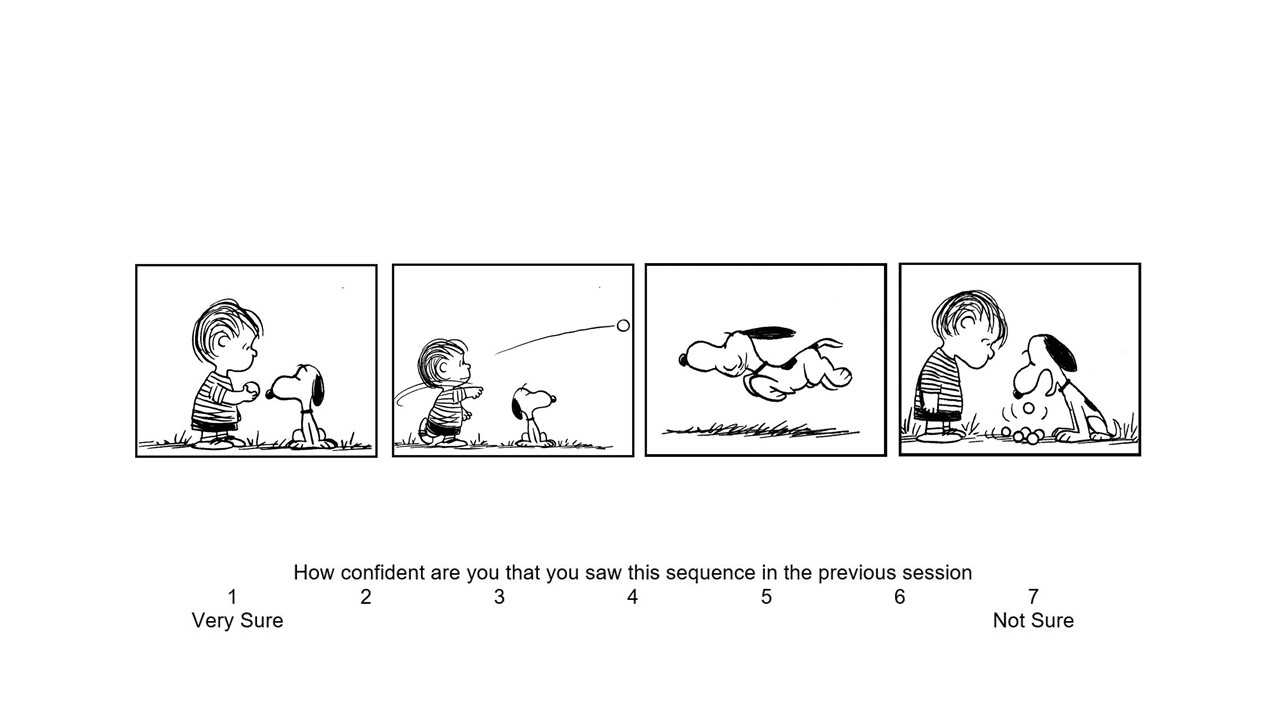 How confident are you that you saw this sequence in the previous session
1 2 3 4 5 6 7
Very Sure Not Sure